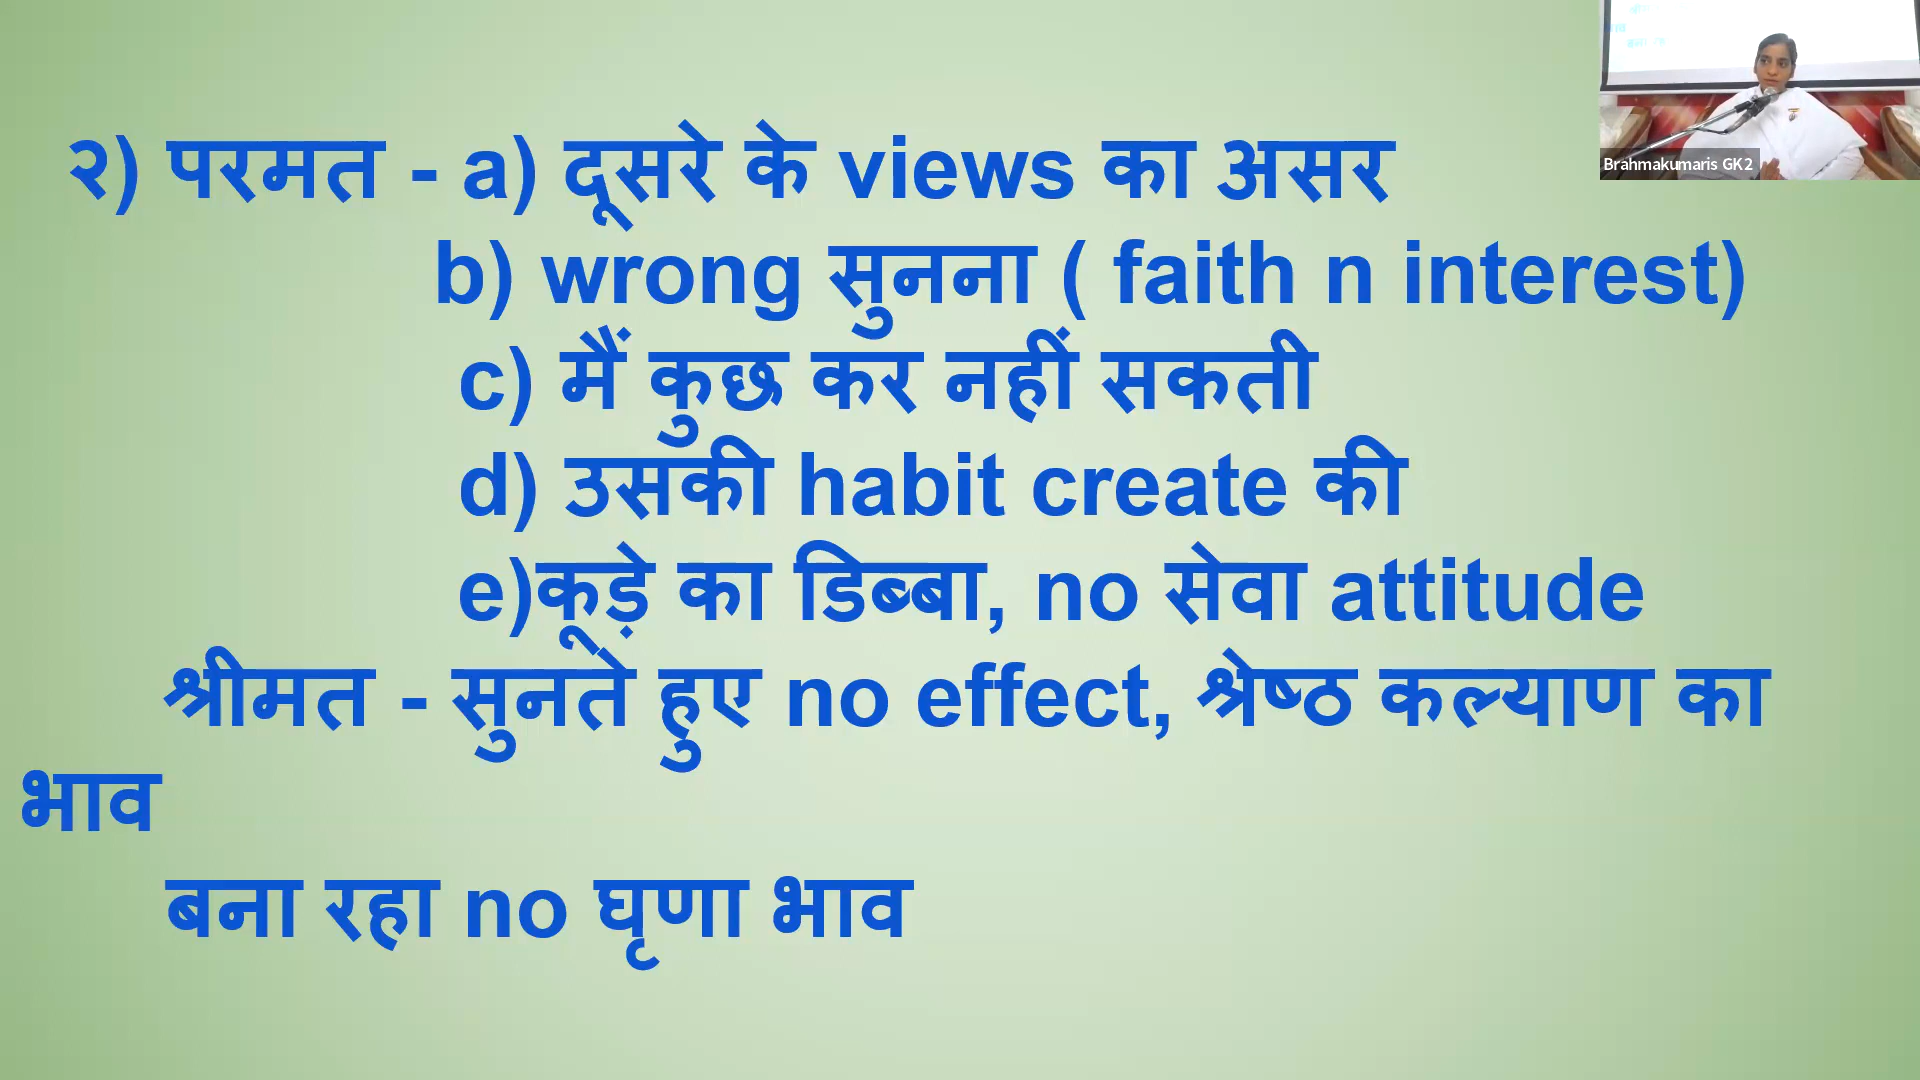 २) परमत - a) दूसरे के views का असर
b) wrong सुनना ( faith n interest)
c) मैं कुछ कर नहीं सकती
d) उसकी habit create की
e)कूड़े का डिब्बा, no सेवा attitude
श्रीमत - सुनते हुए no effect, श्रेष्ठ कल्याण का
भाव
बना रहा no घृणा भाव
Brahmakumaris GK2